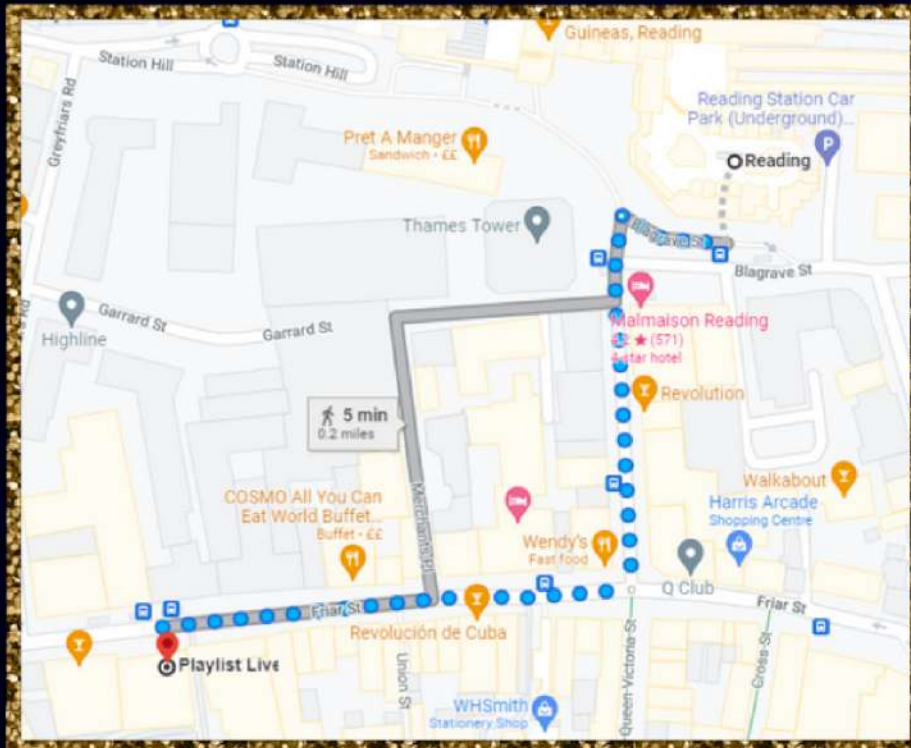 Guineas, Reading
Station Hill
Station Hill
Greyfriars Rd
Reading Station Car
Park (Underground)...
P
Pret A Manger
Sandwich • ££
Reading
Thames Tower
Blagrave St
Blagrave St
Garrard St
Garrard St
Highline
Malmaison Reading
★ (571)
star hotel
Revolution
5 min
0.2 miles
Walkabout
COSMO All You Can
Eat World Buffet...
Buffet • ££
Harris Arcade
Shopping Centre
Wendy's
Fast food
Q Club
Friar St
Friar St
Revolución de Cuba
Playlist Live
Union St
Queen Victoria St
Cross St
WHSmith
Stationery Shop